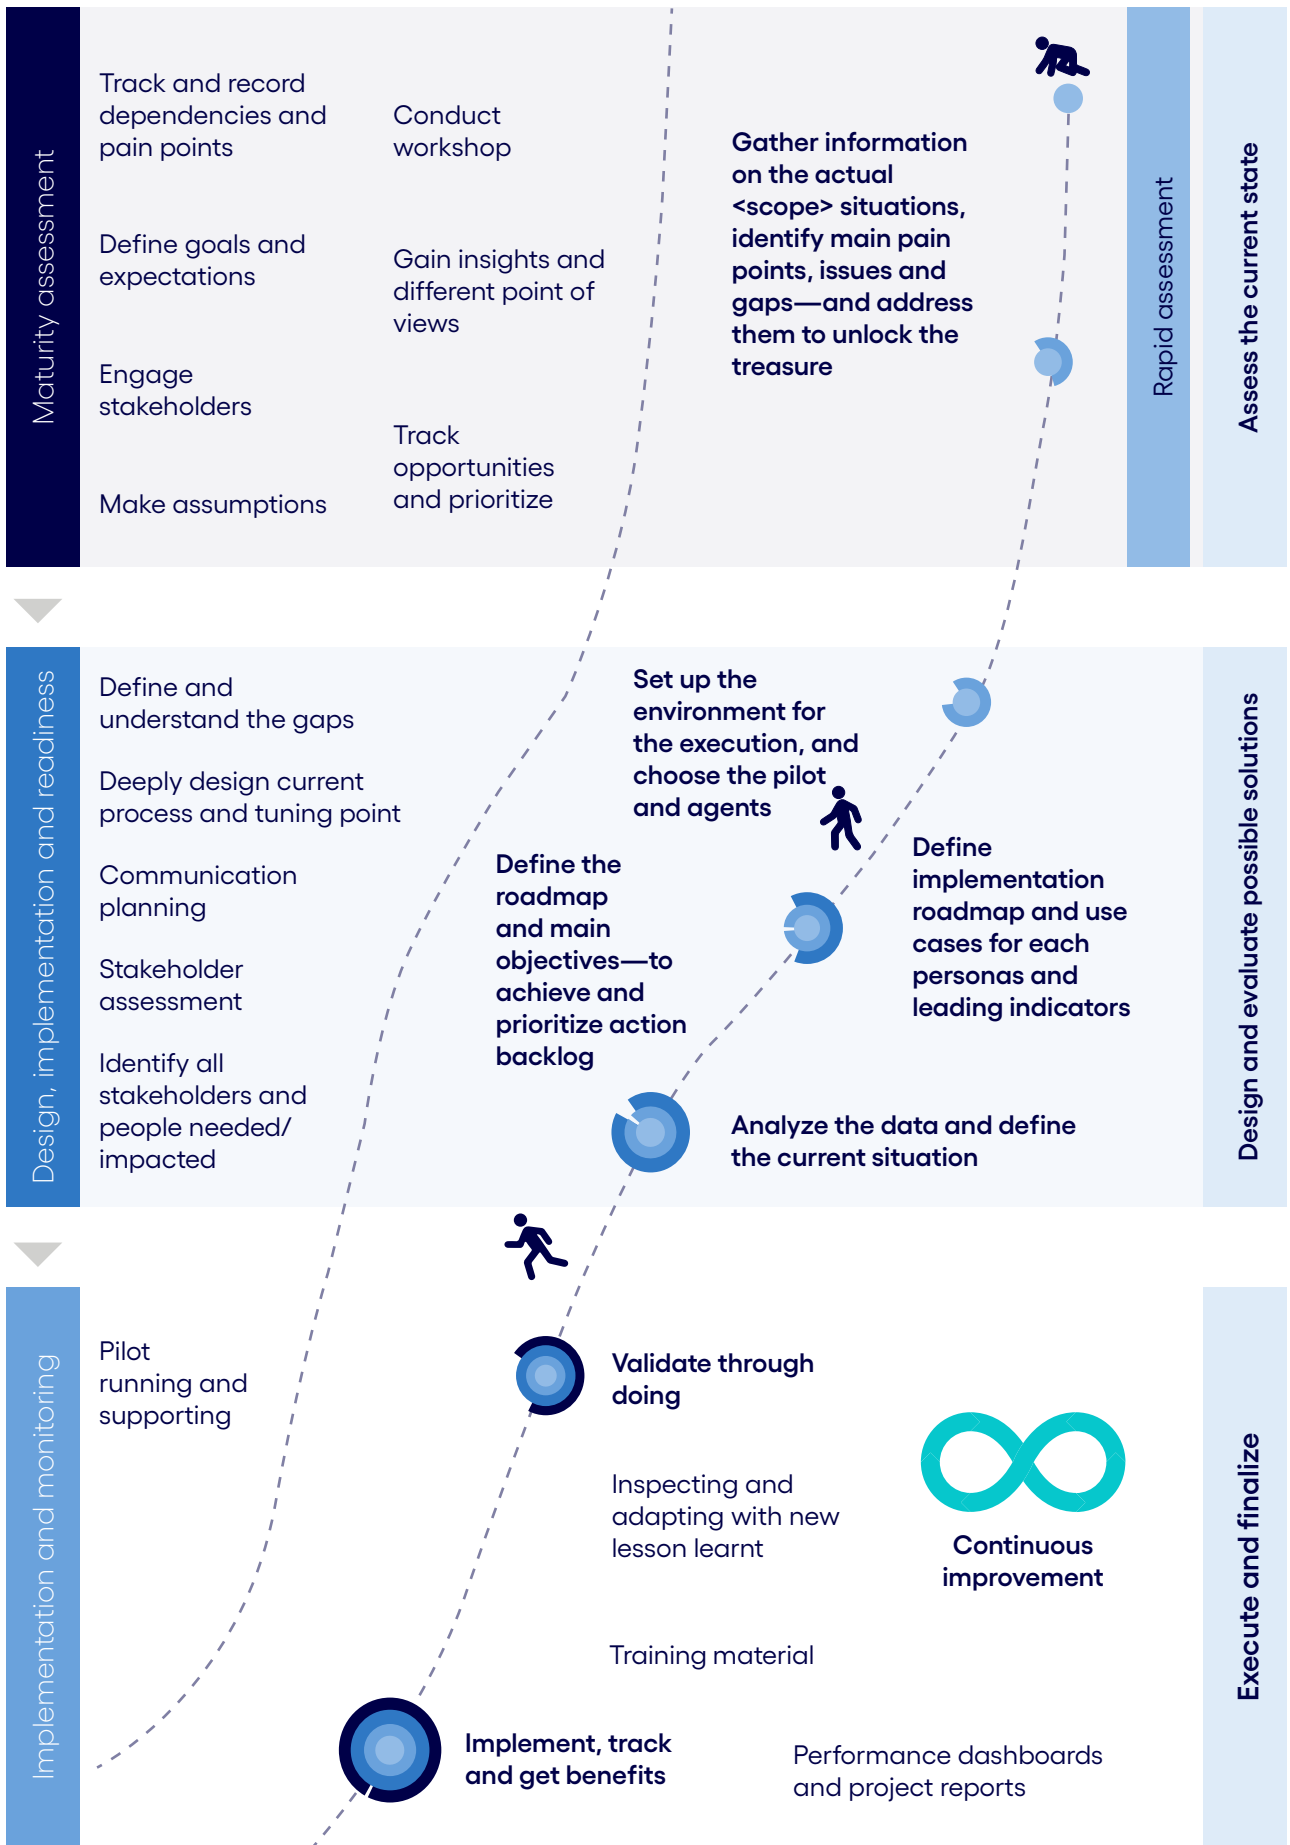 Maturity assessment
Track and record
dependencies and
pain points
Define goals and
expectations
Engage
stakeholders
Make assumptions
Conduct
workshop
Gain insights and
different point of
views
Track
opportunities
and prioritize
Gather information
on the actual
<scope> situations,
identify main pain
points, issues and
gaps—and address
them to unlock the
treasure
Rapid assessment
Assess the current state
Design, implementation and readiness
Define and
understand the gaps
Deeply design current
process and tuning point
Communication
planning
Stakeholder
assessment
Identify all
stakeholders and
people needed/
impacted
Set up the
environment for
the execution, and
choose the pilot
and agents
Define the
roadmap
and main
objectives—to
achieve and
prioritize action
backlog
Define
implementation
roadmap and use
cases for each
personas and
leading indicators
Analyze the data and define
the current situation
Design and evaluate possible solutions
Implementation and monitoring
Pilot
running and
supporting
Validate through
doing
Inspecting and
adapting with new
lesson learnt
Continuous
improvement
Training material
Implement, track
and get benefits
Performance dashboards
and project reports
Execute and finalize